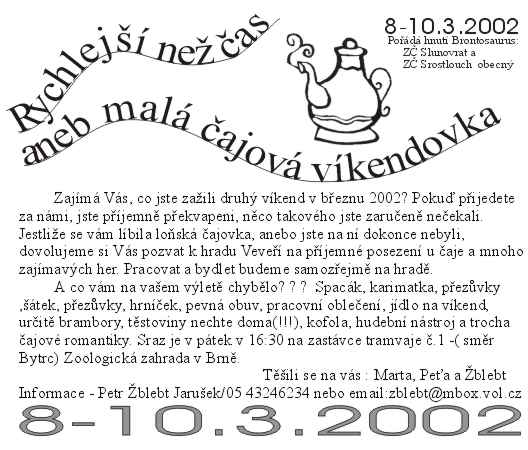 Rychlejší než čas
aneb malá čajová víkendovka
8-10.3.2002
Pořádá hnutí Brontosaurus:
ZČ Slunovrat a
ZČ Srostlouch obecný
Zajímá Vás, co jste zažili druhý víkend v březnu 2002? Pokuď přijedete
za námi, jste příjemně překvapeni, něco takového jste zaručeně nečekali.
Jestliže se vám líbila loňská čajovka, anebo jste na ní dokonce nebyli,
dovolujeme si Vás pozvat k hradu Veveří na příjemné posezení u čaje a mnoho
zajímavých her. Pracovat a bydlet budeme samozřejmě na hradě.
A co vám na vašem výletě chybělo? ? ? Spacák, karimatka, přezůvky
,šátek, přezůvky, hrníček, pevná obuv, pracovní oblečení, jídlo na víkend,
určitě brambory, těstoviny nechte doma(!!!), kofola, hudební nástroj a trocha
čajové romantiky. Sraz je v pátek v 16:30 na zastávce tramvaje č.1 -( směr
Bytrc) Zoologická zahrada v Brně.
Těšili se na vás : Marta, Peťa a Žblebt
Informace - Petr Žblebt Jarušek/05 43246234 nebo email:zblebt@mbox.vol.cz
8-10.3.2002